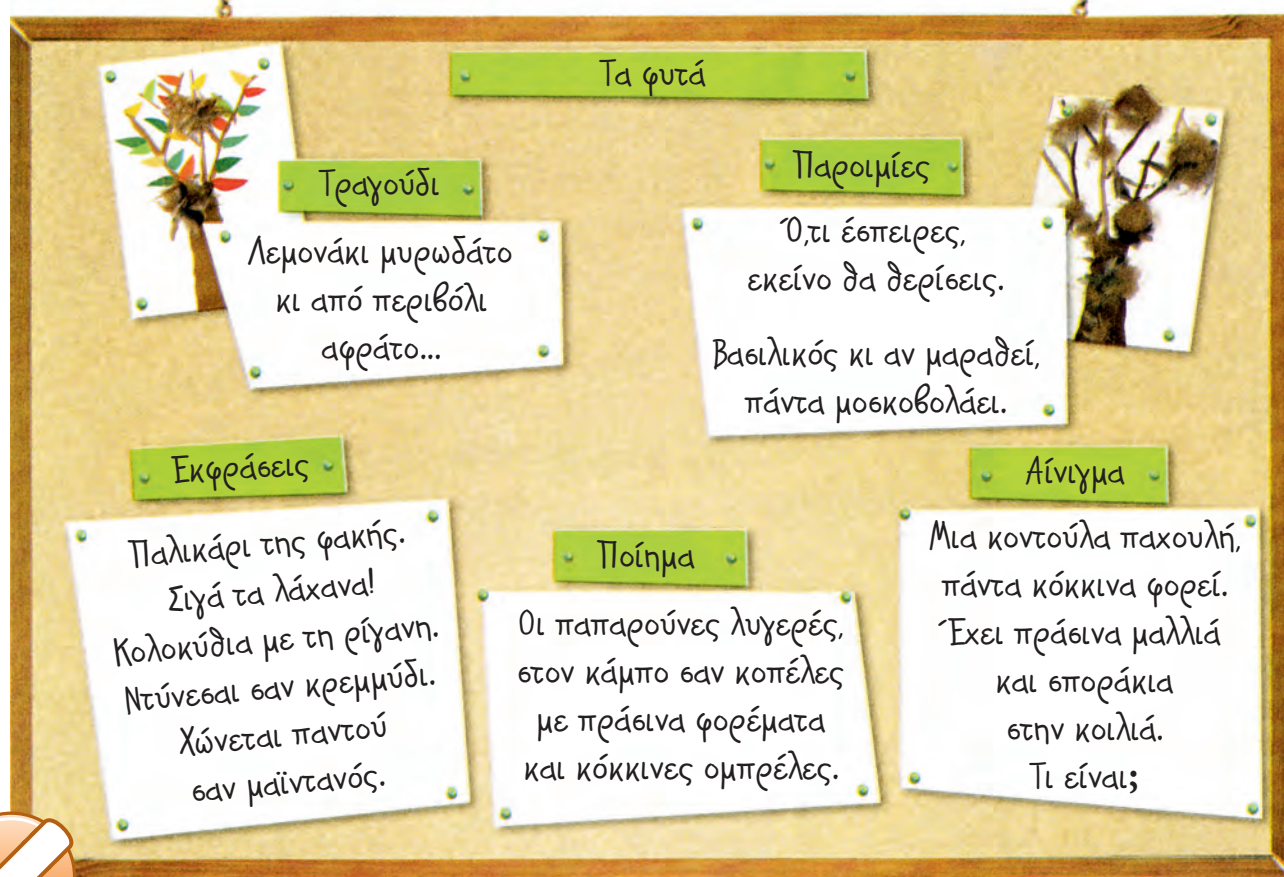 Τα φυτά
Τραγούδι
Λεμονάκι μυρωδάτο
κι από περιβόλι
αφράτο...
Παροιμίες
Ό,τι έσπειρες,
εκείνο θα θερίσεις.
Βασιλικός κι αν μαραθεί,
πάντα μοσκοβολάει.
Εκφράσεις
Παλικάρι της φακής.
Σιγά τα λάχανα!
Κολοκύθια με τη ρίγανη.
Ντύνεσαι σαν κρεμμύδι.
Χώνεται παντού
σαν μαϊντανός.
Ποίημα
Οι παπαρούνες λυγερές,
στον κάμπο σαν κοπέλες
με πράσινα φορέματα
και κόκκινες ομπρέλες.
Αίνιγμα
Μια κοντούλα παχουλή,
πάντα κόκκινα φορεί.
Έχει πράσινα μαλλιά
και σποράκια
στην κοιλιά.
Τι είναι;